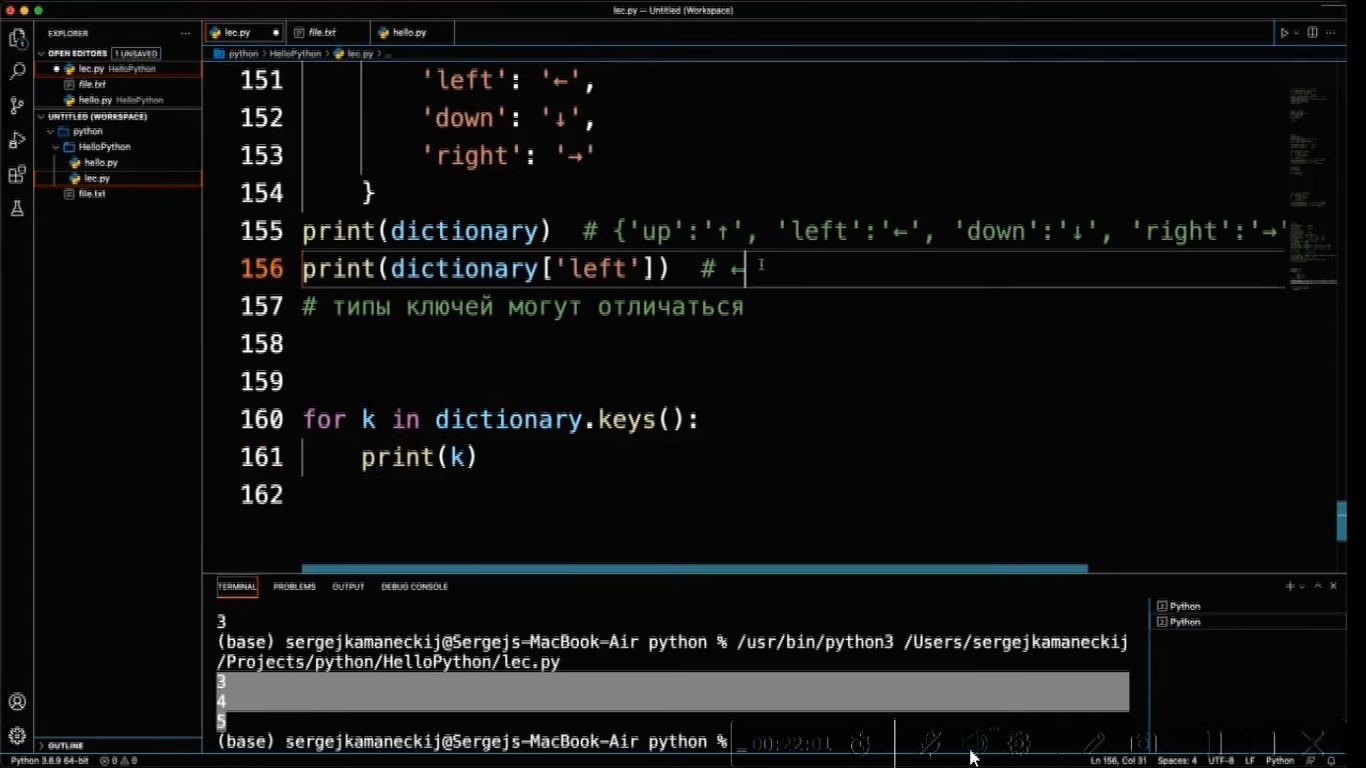 lec.py — Untitled (Workspace)
EXPLORER
lec.py
file.txt
hello.py
OPEN EDITORS 1 UNSAVED
python > HelloPython > lec.py > ...
lec.py HelloPython
file.txt
hello.py HelloPython
UNTITLED (WORKSPACE)
python
HelloPython
hello.py
lec.py
file.txt
151 'left': '←',
152 'down': '↓',
153 'right': '→'
154 }
155 print(dictionary) # {'up':'↑', 'left':'←', 'down':'↓', 'right':'→'
156 print(dictionary['left']) # ←
157 # типы ключей могут отличаться
158
159
160 for k in dictionary.keys():
161 print(k)
162
TERMINAL PROBLEMS OUTPUT DEBUG CONSOLE
3
(base) sergejkamaneckij@Sergejs-MacBook-Air python % /usr/bin/python3 /Users/sergejkamaneckij
/Projects/python/HelloPython/lec.py
3
4
5
(base) sergejkamaneckij@Sergejs-MacBook-Air python %
Python
Python
00:22:01
OUTLINE
Python 3.8.9 64-bit 0 0
Ln 156, Col 31 Spaces: 4 UTF-8 LF Python